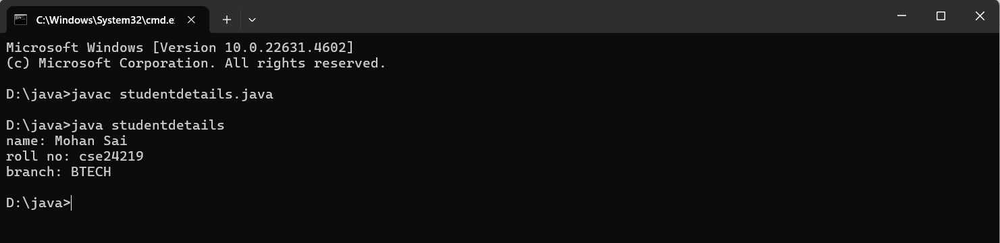 C:\Windows\System32\cmd.e
Microsoft Windows [Version 10.0.22631.4602]
(c) Microsoft Corporation. All rights reserved.
D:\java>javac studentdetails.java
D:\java>java studentdetails
name: Mohan Sai
roll no: cse24219
branch: BTECH
D:\java>